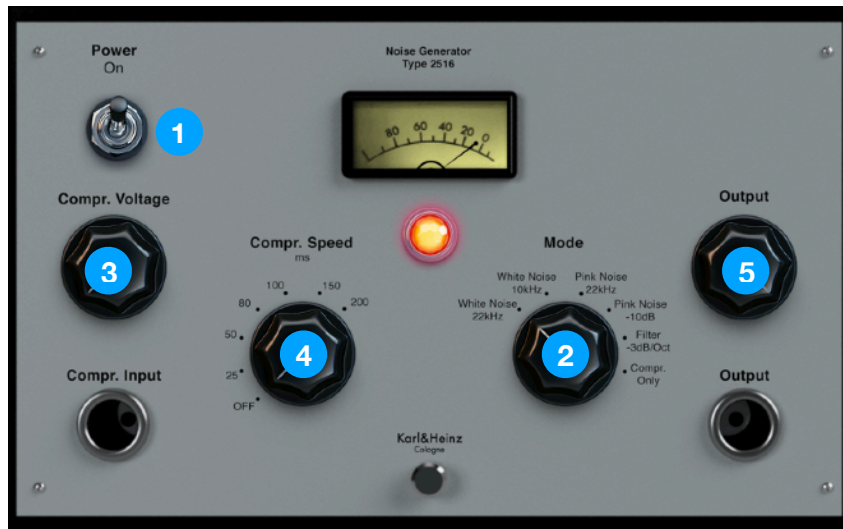 Power
On
1
Noise Generator
Type 2516
80 60 40 20 0
Compr. Voltage
3
Compr. Speed
ms
OFF
25
50
80
100
150
200
4
Mode
White Noise
22kHz
White Noise
10kHz
Pink Noise
22kHz
Pink Noise
-10dB
Filter
-3dB/Oct
Compr.
Only
2
Output
5
Compr. Input
Karl&Heinz
Cologne
Output